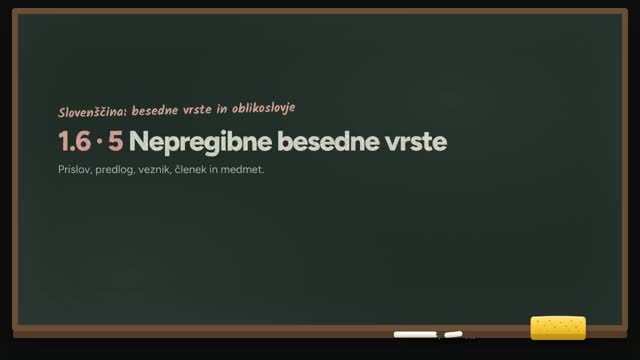 Slovenščina: besedne vrste in oblikoslovje
1.6 · 5 Nepregibne besedne vrste
Prislov, predlog, veznik, členek in medmet.